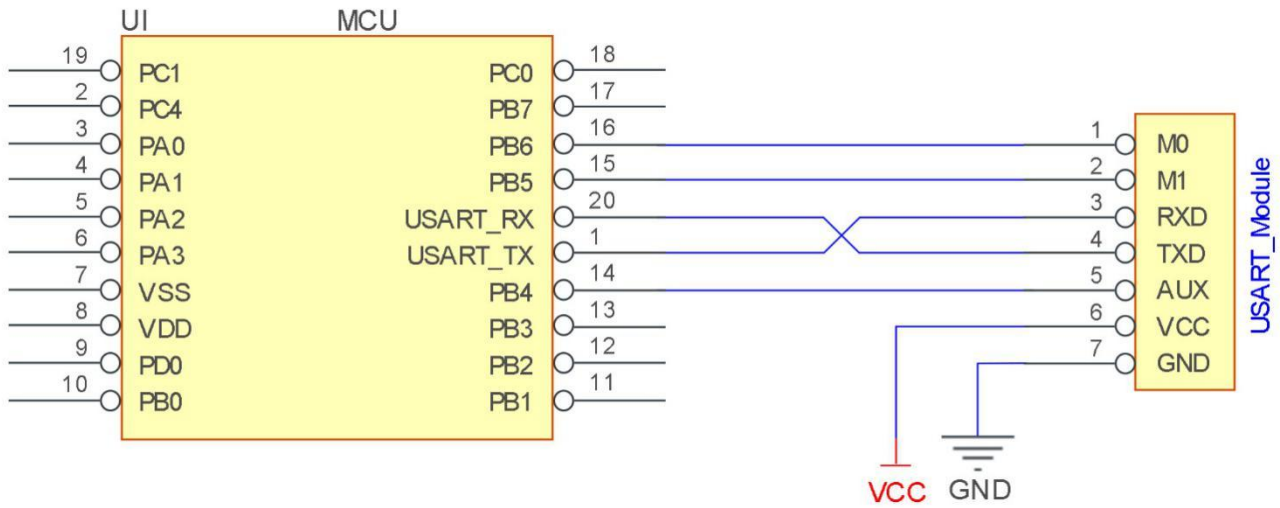 UI MCU
19 PC1 PC0 18
2 PC4 PB7 17
3 PA0 PB6 16 1 M0
4 PA1 PB5 15 2 M1
5 PA2 USART_RX 20 3 RXD
6 PA3 USART_TX 1 4 TXD
7 VSS PB4 14 5 AUX
8 VDD PB3 13 6 VCC
9 PD0 PB2 12 7 GND
10 PB0 PB1 11
USART_Module
VCC GND